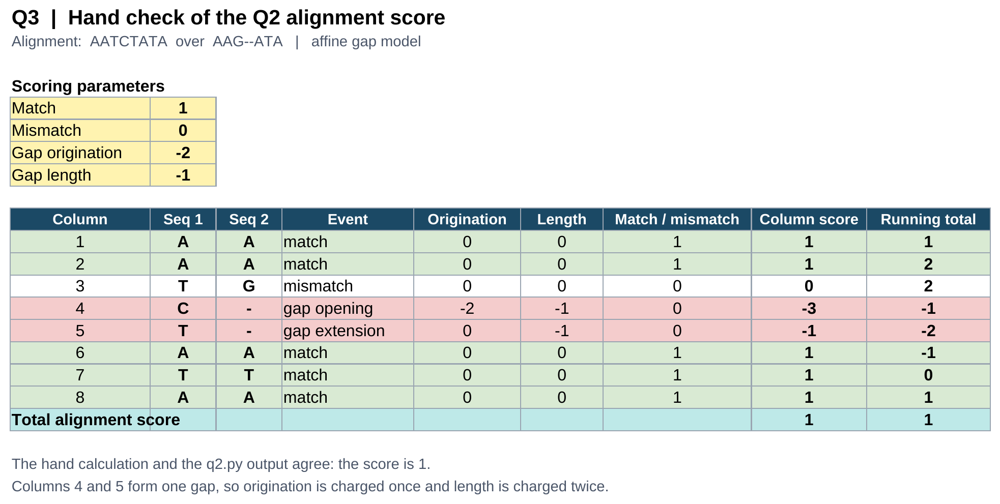 Q3 | Hand check of the Q2 alignment score
Alignment: AATCTATA over AAG--ATA | affine gap model
Scoring parameters
Match 1
Mismatch 0
Gap origination -2
Gap length -1
Column Seq 1 Seq 2 Event Origination Length Match / mismatch Column score Running total
1 A A match 0 0 1 1 1
2 A A match 0 0 1 1 2
3 T G mismatch 0 0 0 0 2
4 C - gap opening -2 -1 0 -3 -1
5 T - gap extension 0 -1 0 -1 -2
6 A A match 0 0 1 1 -1
7 T T match 0 0 1 1 0
8 A A match 0 0 1 1 1
Total alignment score 1 1
The hand calculation and the q2.py output agree: the score is 1.
Columns 4 and 5 form one gap, so origination is charged once and length is charged twice.